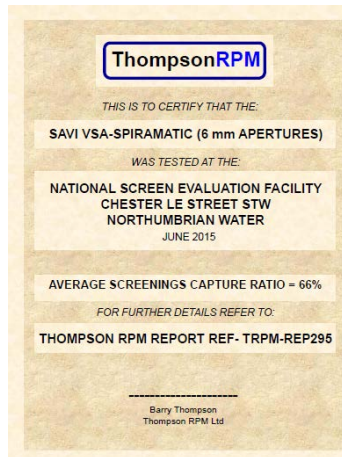 ThompsonRPM
THIS IS TO CERTIFY THAT THE:
SAVI VSA-SPIRAMATIC (6 mm APERTURES)
WAS TESTED AT THE:
NATIONAL SCREEN EVALUATION FACILITY
CHESTER LE STREET STW
NORTHUMBRIAN WATER
JUNE 2015
AVERAGE SCREENINGS CAPTURE RATIO = 66%
FOR FURTHER DETAILS REFER TO:
THOMPSON RPM REPORT REF- TRPM-REP295
---------------------
Barry Thompson
Thompson RPM Ltd